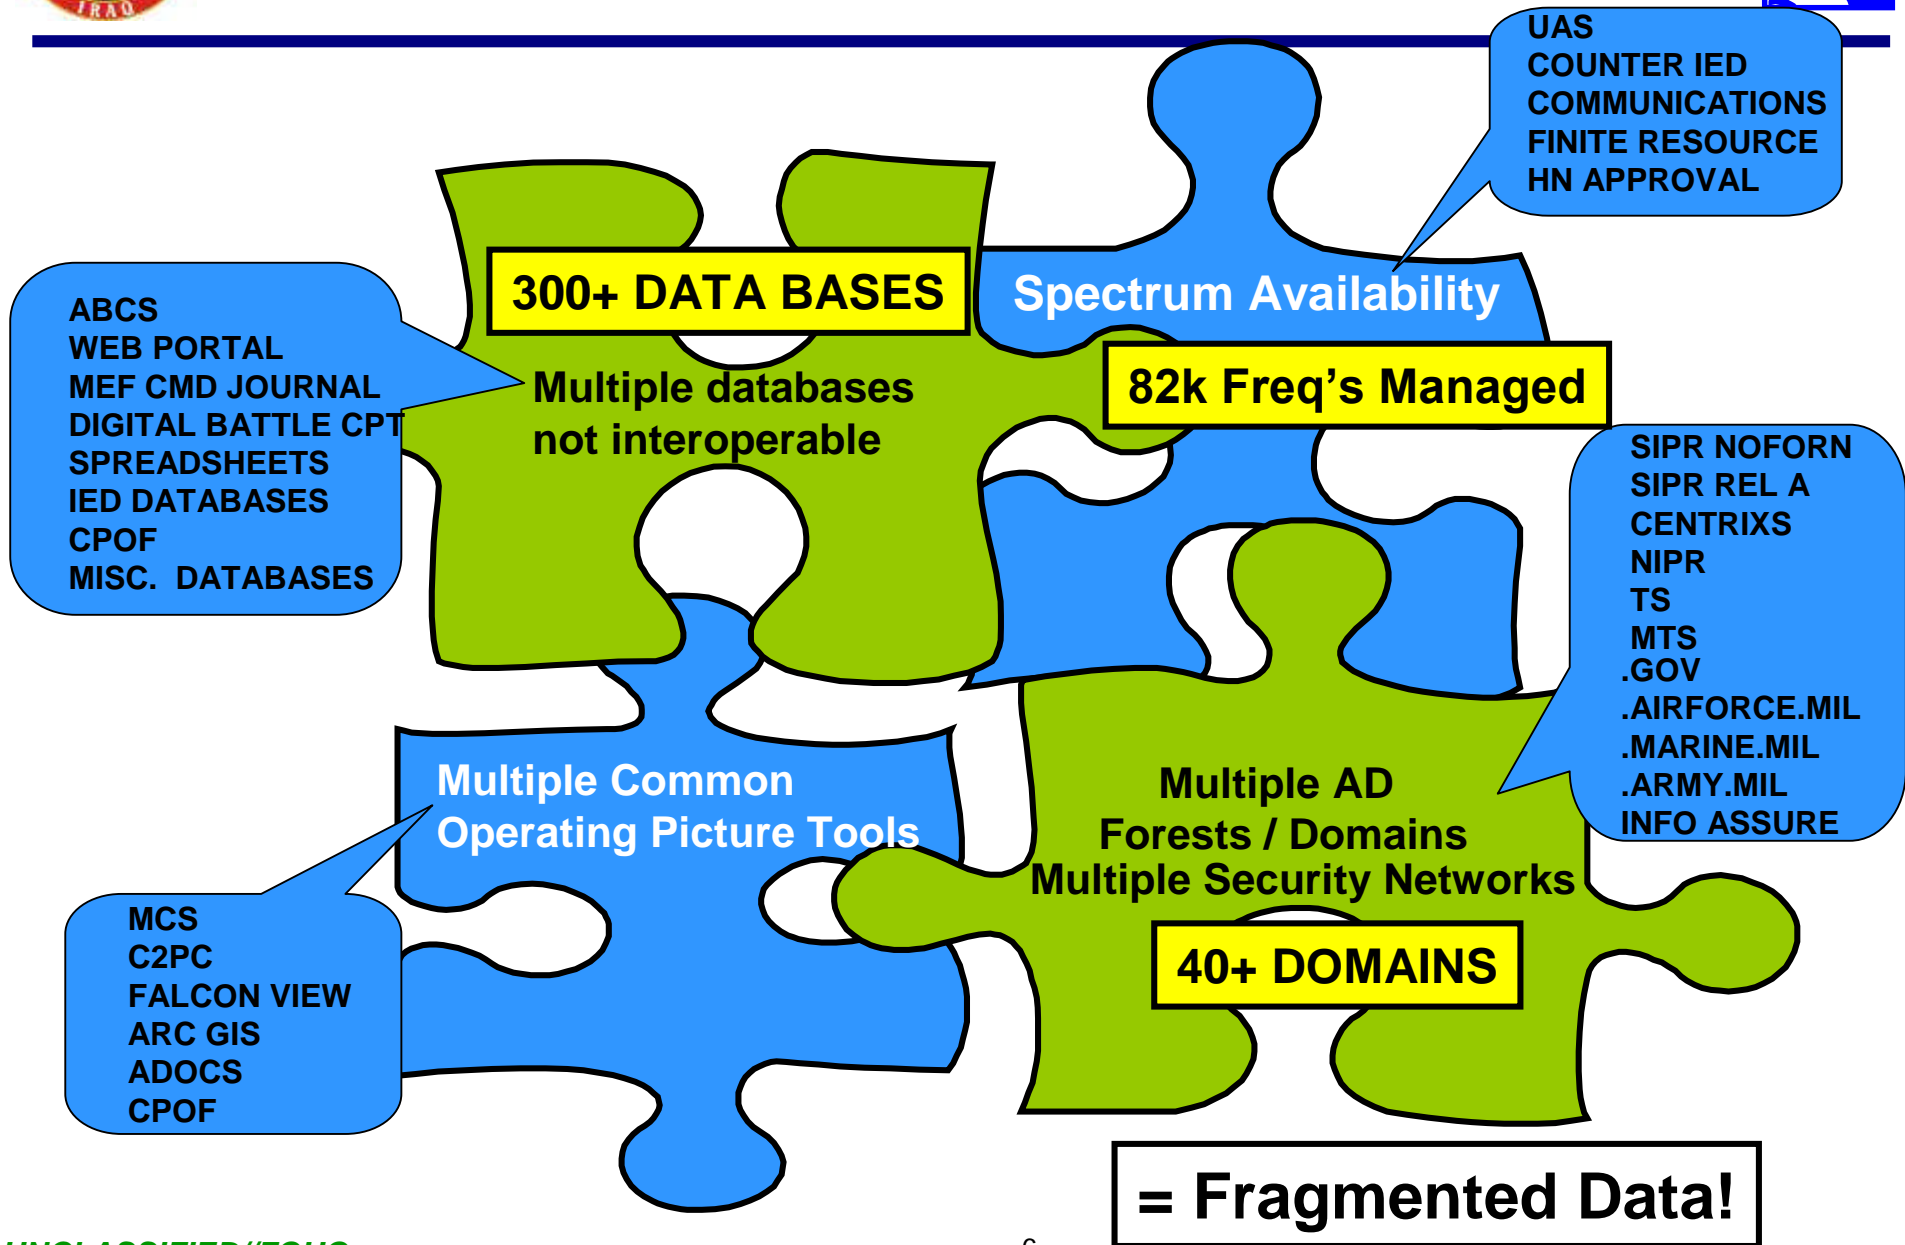 IRAQ
UAS
COUNTER IED
COMMUNICATIONS
FINITE RESOURCE
HN APPROVAL
300+ DATA BASES
Spectrum Availability
ABCS
WEB PORTAL
MEF CMD JOURNAL
DIGITAL BATTLE CPT
SPREADSHEETS
IED DATABASES
CPOF
MISC. DATABASES
Multiple databases
not interoperable
82k Freq’s Managed
SIPR NOFORN
SIPR REL A
CENTRIXS
NIPR
TS
MTS
.GOV
.AIRFORCE.MIL
.MARINE.MIL
.ARMY.MIL
INFO ASSURE
Multiple Common
Operating Picture Tools
Multiple AD
Forests / Domains
Multiple Security Networks
40+ DOMAINS
MCS
C2PC
FALCON VIEW
ARC GIS
ADOCS
CPOF
= Fragmented Data!
UNCLASSIFIED//FOUO